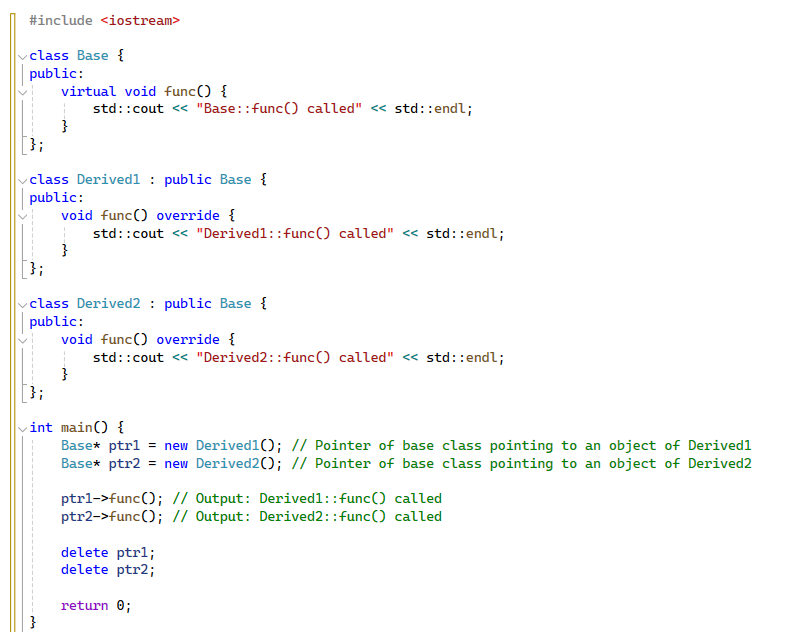 #include <iostream>
class Base {
public:
virtual void func() {
std::cout << "Base::func() called" << std::endl;
}
};
class Derived1 : public Base {
public:
void func() override {
std::cout << "Derived1::func() called" << std::endl;
}
};
class Derived2 : public Base {
public:
void func() override {
std::cout << "Derived2::func() called" << std::endl;
}
};
int main() {
Base* ptr1 = new Derived1(); // Pointer of base class pointing to an object of Derived1
Base* ptr2 = new Derived2(); // Pointer of base class pointing to an object of Derived2
ptr1->func(); // Output: Derived1::func() called
ptr2->func(); // Output: Derived2::func() called
delete ptr1;
delete ptr2;
return 0;
}